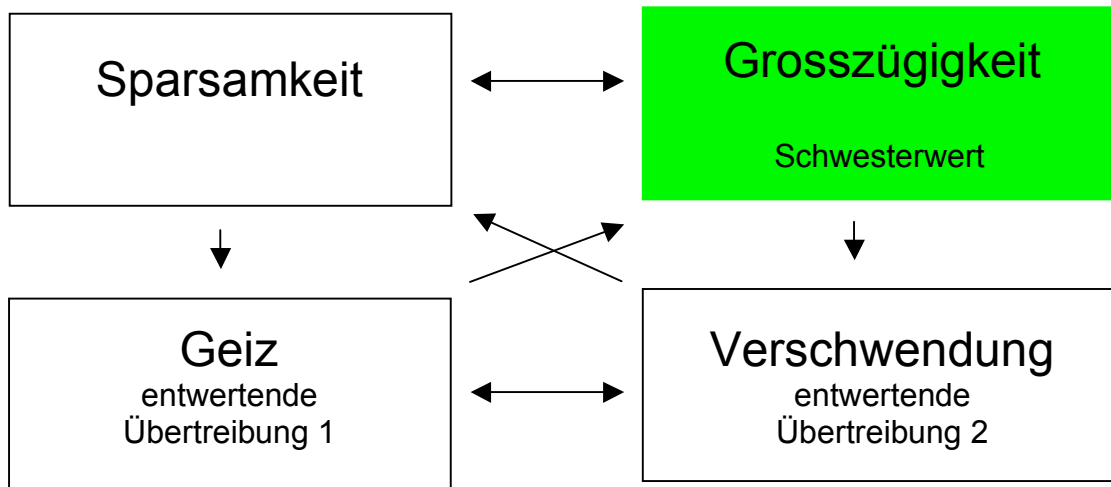 Sparsamkeit
Grosszügigkeit
Schwesterwert
Geiz
entwertende
Übertreibung 1
Verschwendung
entwertende
Übertreibung 2